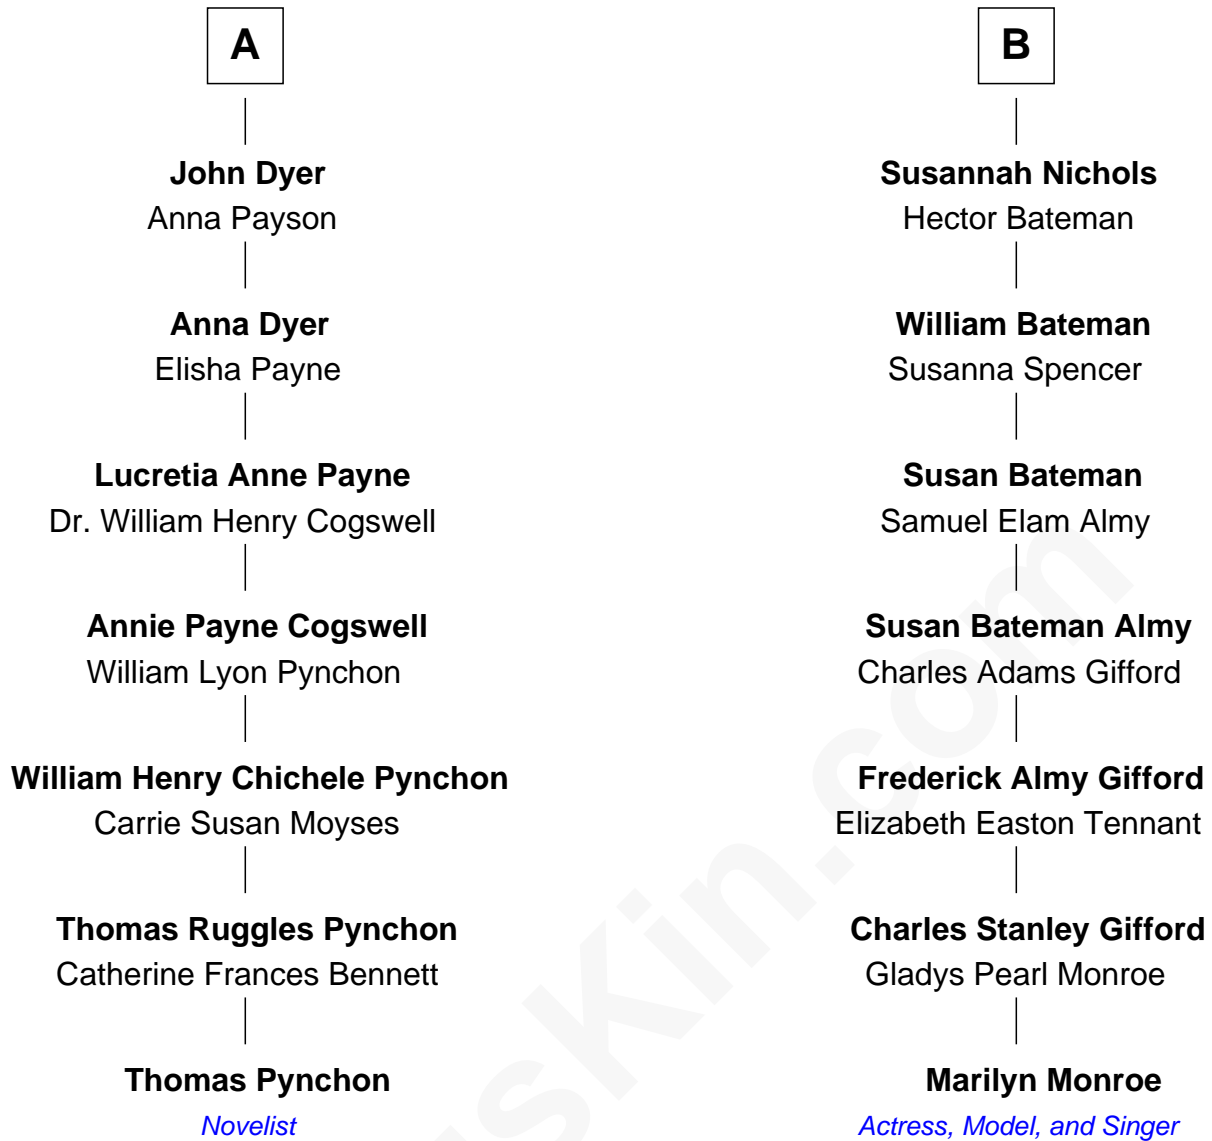 A
John Dyer
Anna Payson
Anna Dyer
Elisha Payne
Lucretia Anne Payne
Dr. William Henry Cogswell
Annie Payne Cogswell
William Lyon Pynchon
William Henry Chichele Pynchon
Carrie Susan Moyses
Thomas Ruggles Pynchon
Catherine Frances Bennett
Thomas Pynchon
Novelist
B
Susannah Nichols
Hector Bateman
William Bateman
Susanna Spencer
Susan Bateman
Samuel Elam Almy
Susan Bateman Almy
Charles Adams Gifford
Frederick Almy Gifford
Elizabeth Easton Tennant
Charles Stanley Gifford
Gladys Pearl Monroe
Marilyn Monroe
Actress, Model, and Singer